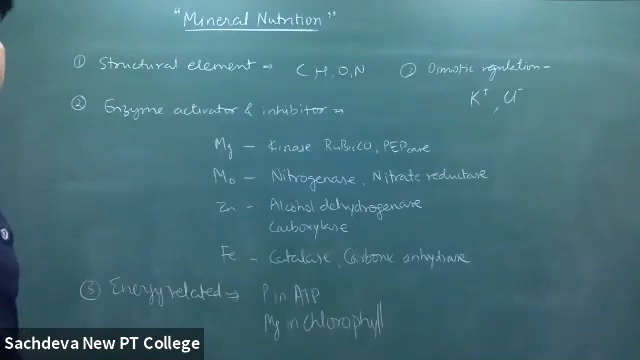 "Mineral Nutrition"
① Structural element ⇒ C, H, O, N
② Osmotic regulation –
K⁺, Cl⁻
② Enzyme activator & inhibitor ⇒
Mg – Kinase RuBisCO, PEPcase
Mo – Nitrogenase, Nitrate reductase
Zn – Alcohol dehydrogenase
Carboxylase
Fe – Catalase, Carbonic anhydrase
③ Energy related ⇒ P in ATP
Mg in Chlorophyll
Sachdeva New PT College